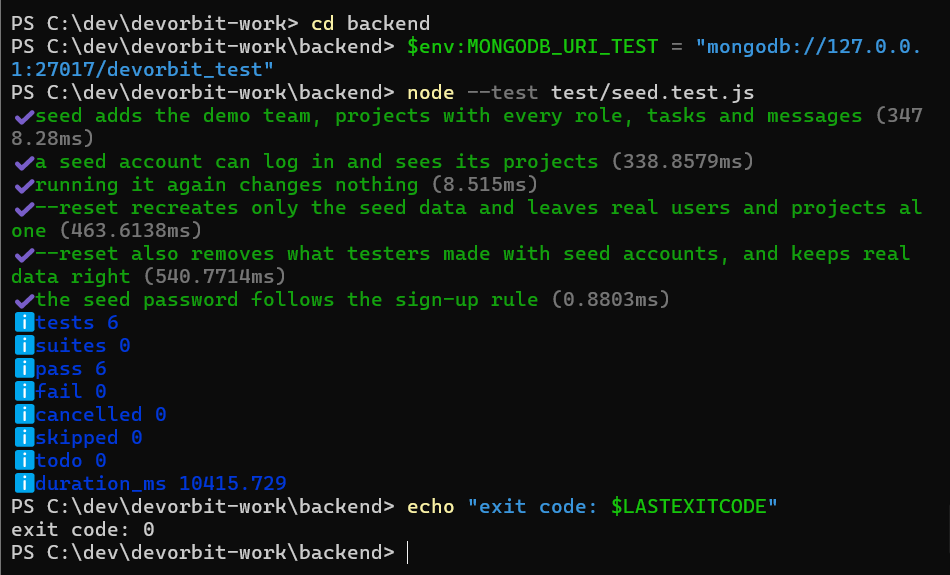 PS C:\dev\devorbit-work> cd backend
PS C:\dev\devorbit-work\backend> $env:MONGODB_URI_TEST = "mongodb://127.0.0.
1:27017/devorbit_test"
PS C:\dev\devorbit-work\backend> node --test test/seed.test.js
✔seed adds the demo team, projects with every role, tasks and messages (347
8.28ms)
✔a seed account can log in and sees its projects (338.8579ms)
✔running it again changes nothing (8.515ms)
✔--reset recreates only the seed data and leaves real users and projects al
one (463.6138ms)
✔--reset also removes what testers made with seed accounts, and keeps real
data right (540.7714ms)
✔the seed password follows the sign-up rule (0.8803ms)
ℹtests 6
ℹsuites 0
ℹpass 6
ℹfail 0
ℹcancelled 0
ℹskipped 0
ℹtodo 0
ℹduration_ms 10415.729
PS C:\dev\devorbit-work\backend> echo "exit code: $LASTEXITCODE"
exit code: 0
PS C:\dev\devorbit-work\backend>